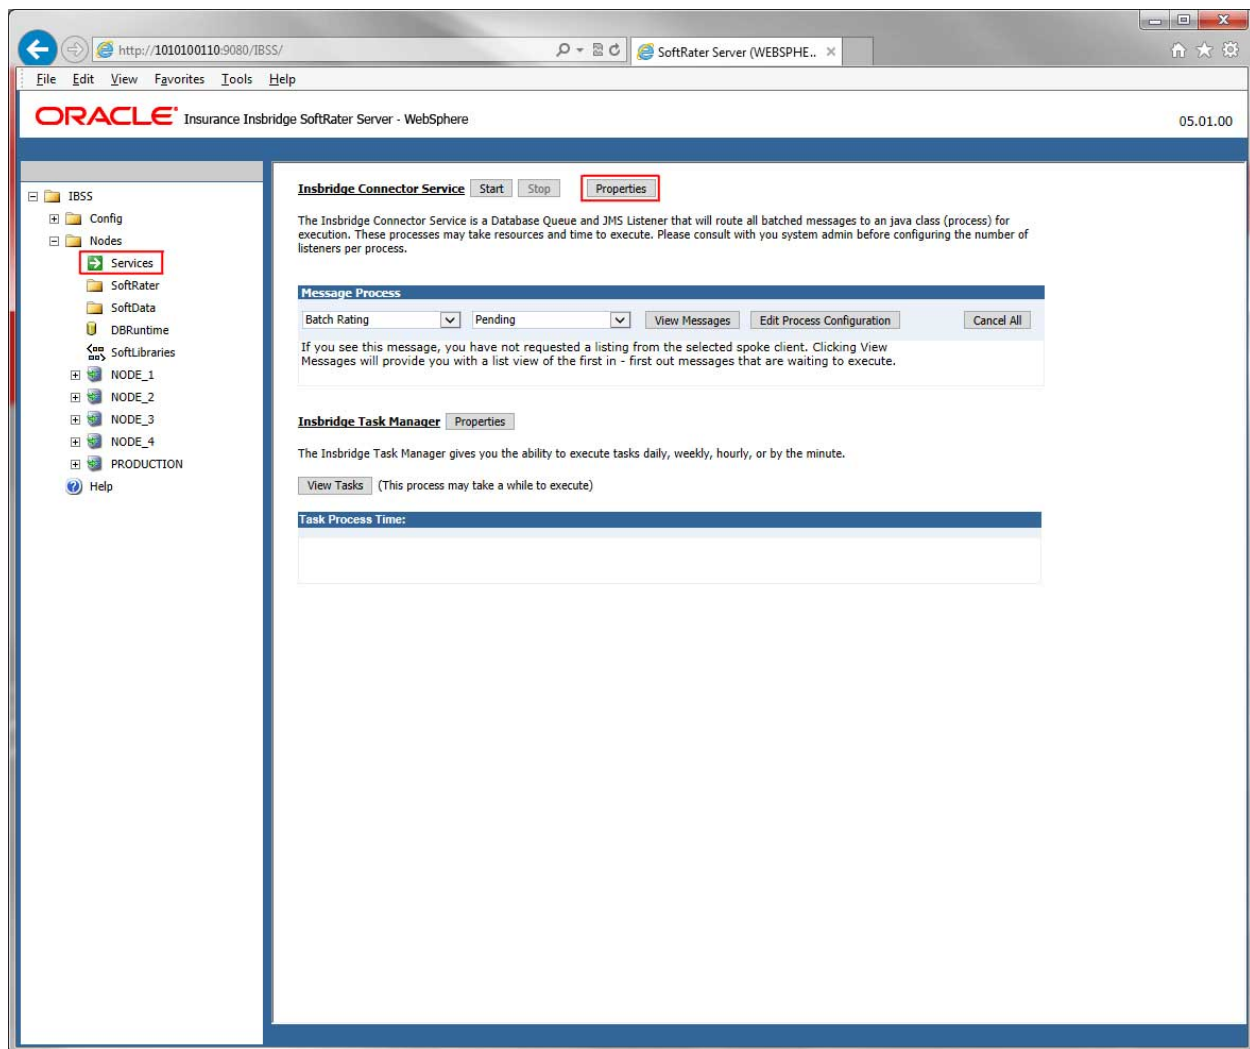 http://1010100110:9080/IBSS/
SoftRater Server (WEBSPHE...
File Edit View Favorites Tools Help
ORACLE Insurance Insbridge SoftRater Server - WebSphere
05.01.00
IBSS
Config
Nodes
Services
SoftRater
SoftData
DBRuntime
SoftLibraries
NODE_1
NODE_2
NODE_3
NODE_4
PRODUCTION
Help
Insbridge Connector Service Start Stop Properties
The Insbridge Connector Service is a Database Queue and JMS Listener that will route all batched messages to an java class (process) for
execution. These processes may take resources and time to execute. Please consult with you system admin before configuring the number of
listeners per process.
Message Process
Batch Rating Pending View Messages Edit Process Configuration Cancel All
If you see this message, you have not requested a listing from the selected spoke client. Clicking View
Messages will provide you with a list view of the first in - first out messages that are waiting to execute.
Insbridge Task Manager Properties
The Insbridge Task Manager gives you the ability to execute tasks daily, weekly, hourly, or by the minute.
View Tasks (This process may take a while to execute)
Task Process Time: